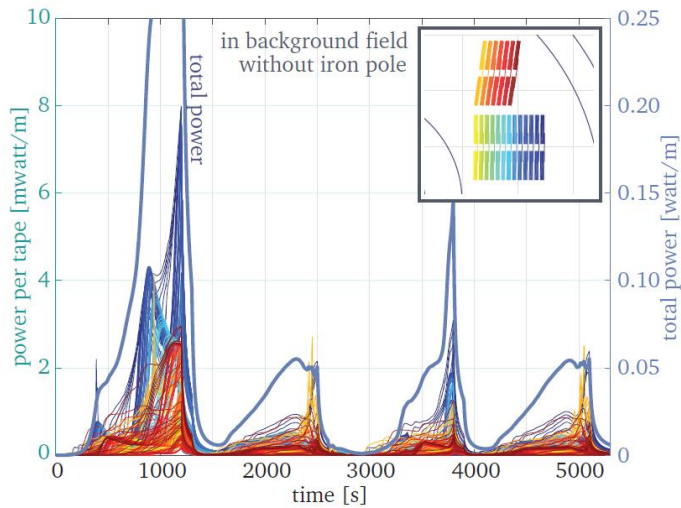 in background field
without iron pole
total power
power per tape [mwatt/m]
10
8
6
4
2
0
0.25
0.20
0.15
0.10
0.05
0
total power [watt/m]
0 1000 2000 3000 4000 5000
time [s]